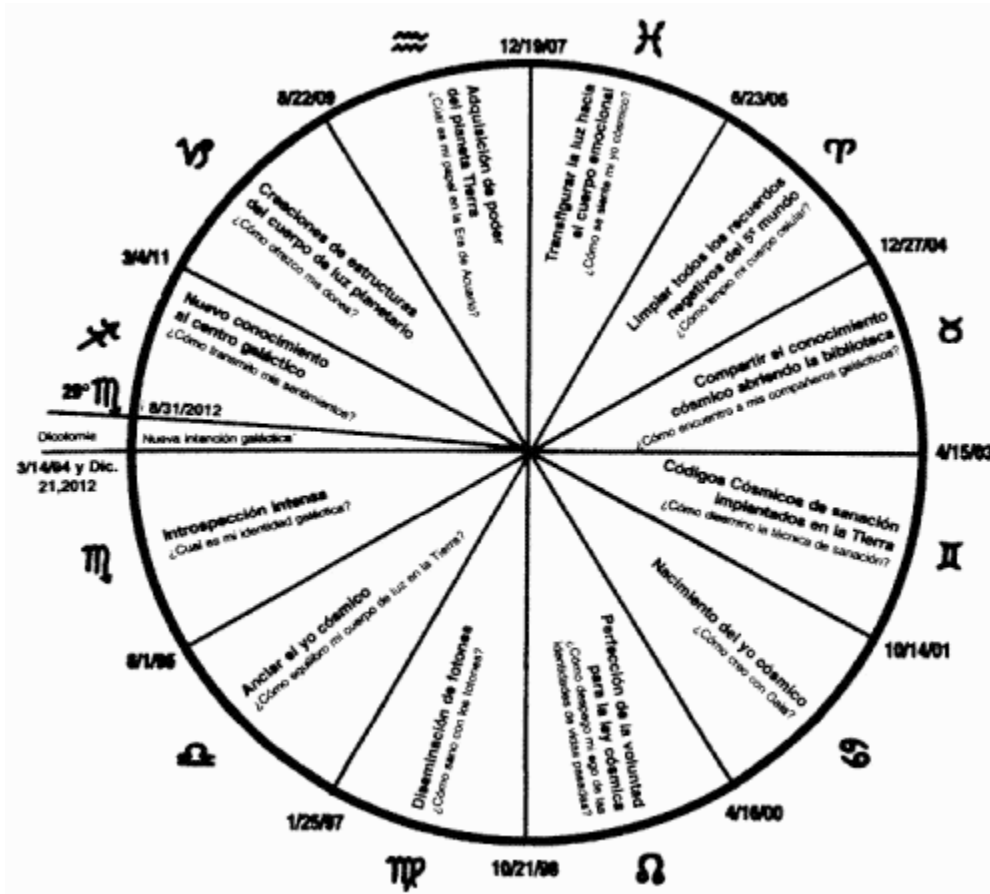 12/19/07
6/23/06
12/27/04
4/15/03
10/14/01
4/16/00
10/21/98
1/25/97
8/1/95
3/14/94 y Dic.
21,2012
Dicotomie
29°
3/4/11
8/22/09
Transfigurar la luz hacia
el cuerpo emocional
¿Cómo se siente mi yo cósmico?
Limpiar todos los recuerdos
negativos del 5º mundo
¿Cómo limpio mi cuerpo celular?
Compartir el conocimiento
cósmico abriendo la biblioteca
¿Cómo encuentro a mis compañeros galácticos?
Códigos Cósmicos de sanación
implantados en la Tierra
¿Cómo disemino la técnica de sanación?
Nacimiento del yo cósmico
¿Cómo creo con Gaia?
Perfección de la voluntad
para la ley cósmica
¿Cómo despego mi ego de las
identidades de vidas pasadas?
Diseminación de fotones
¿Cómo sano con los fotones?
Anclar el yo cósmico
¿Cómo equilibro mi cuerpo de luz en la Tierra?
Introspección intensa
¿Cual es mi identidad galáctica?
Nueva intención galáctica
8/31/2012
Nuevo conocimiento
al centro galáctico
¿Cómo transmito mis sentimientos?
Creaciones de estructuras
del cuerpo de luz planetario
¿Cómo ofrezco mis dones?
Adquisición de poder
del planeta Tierra
¿Cual es mi papel en la Era de Acuario?